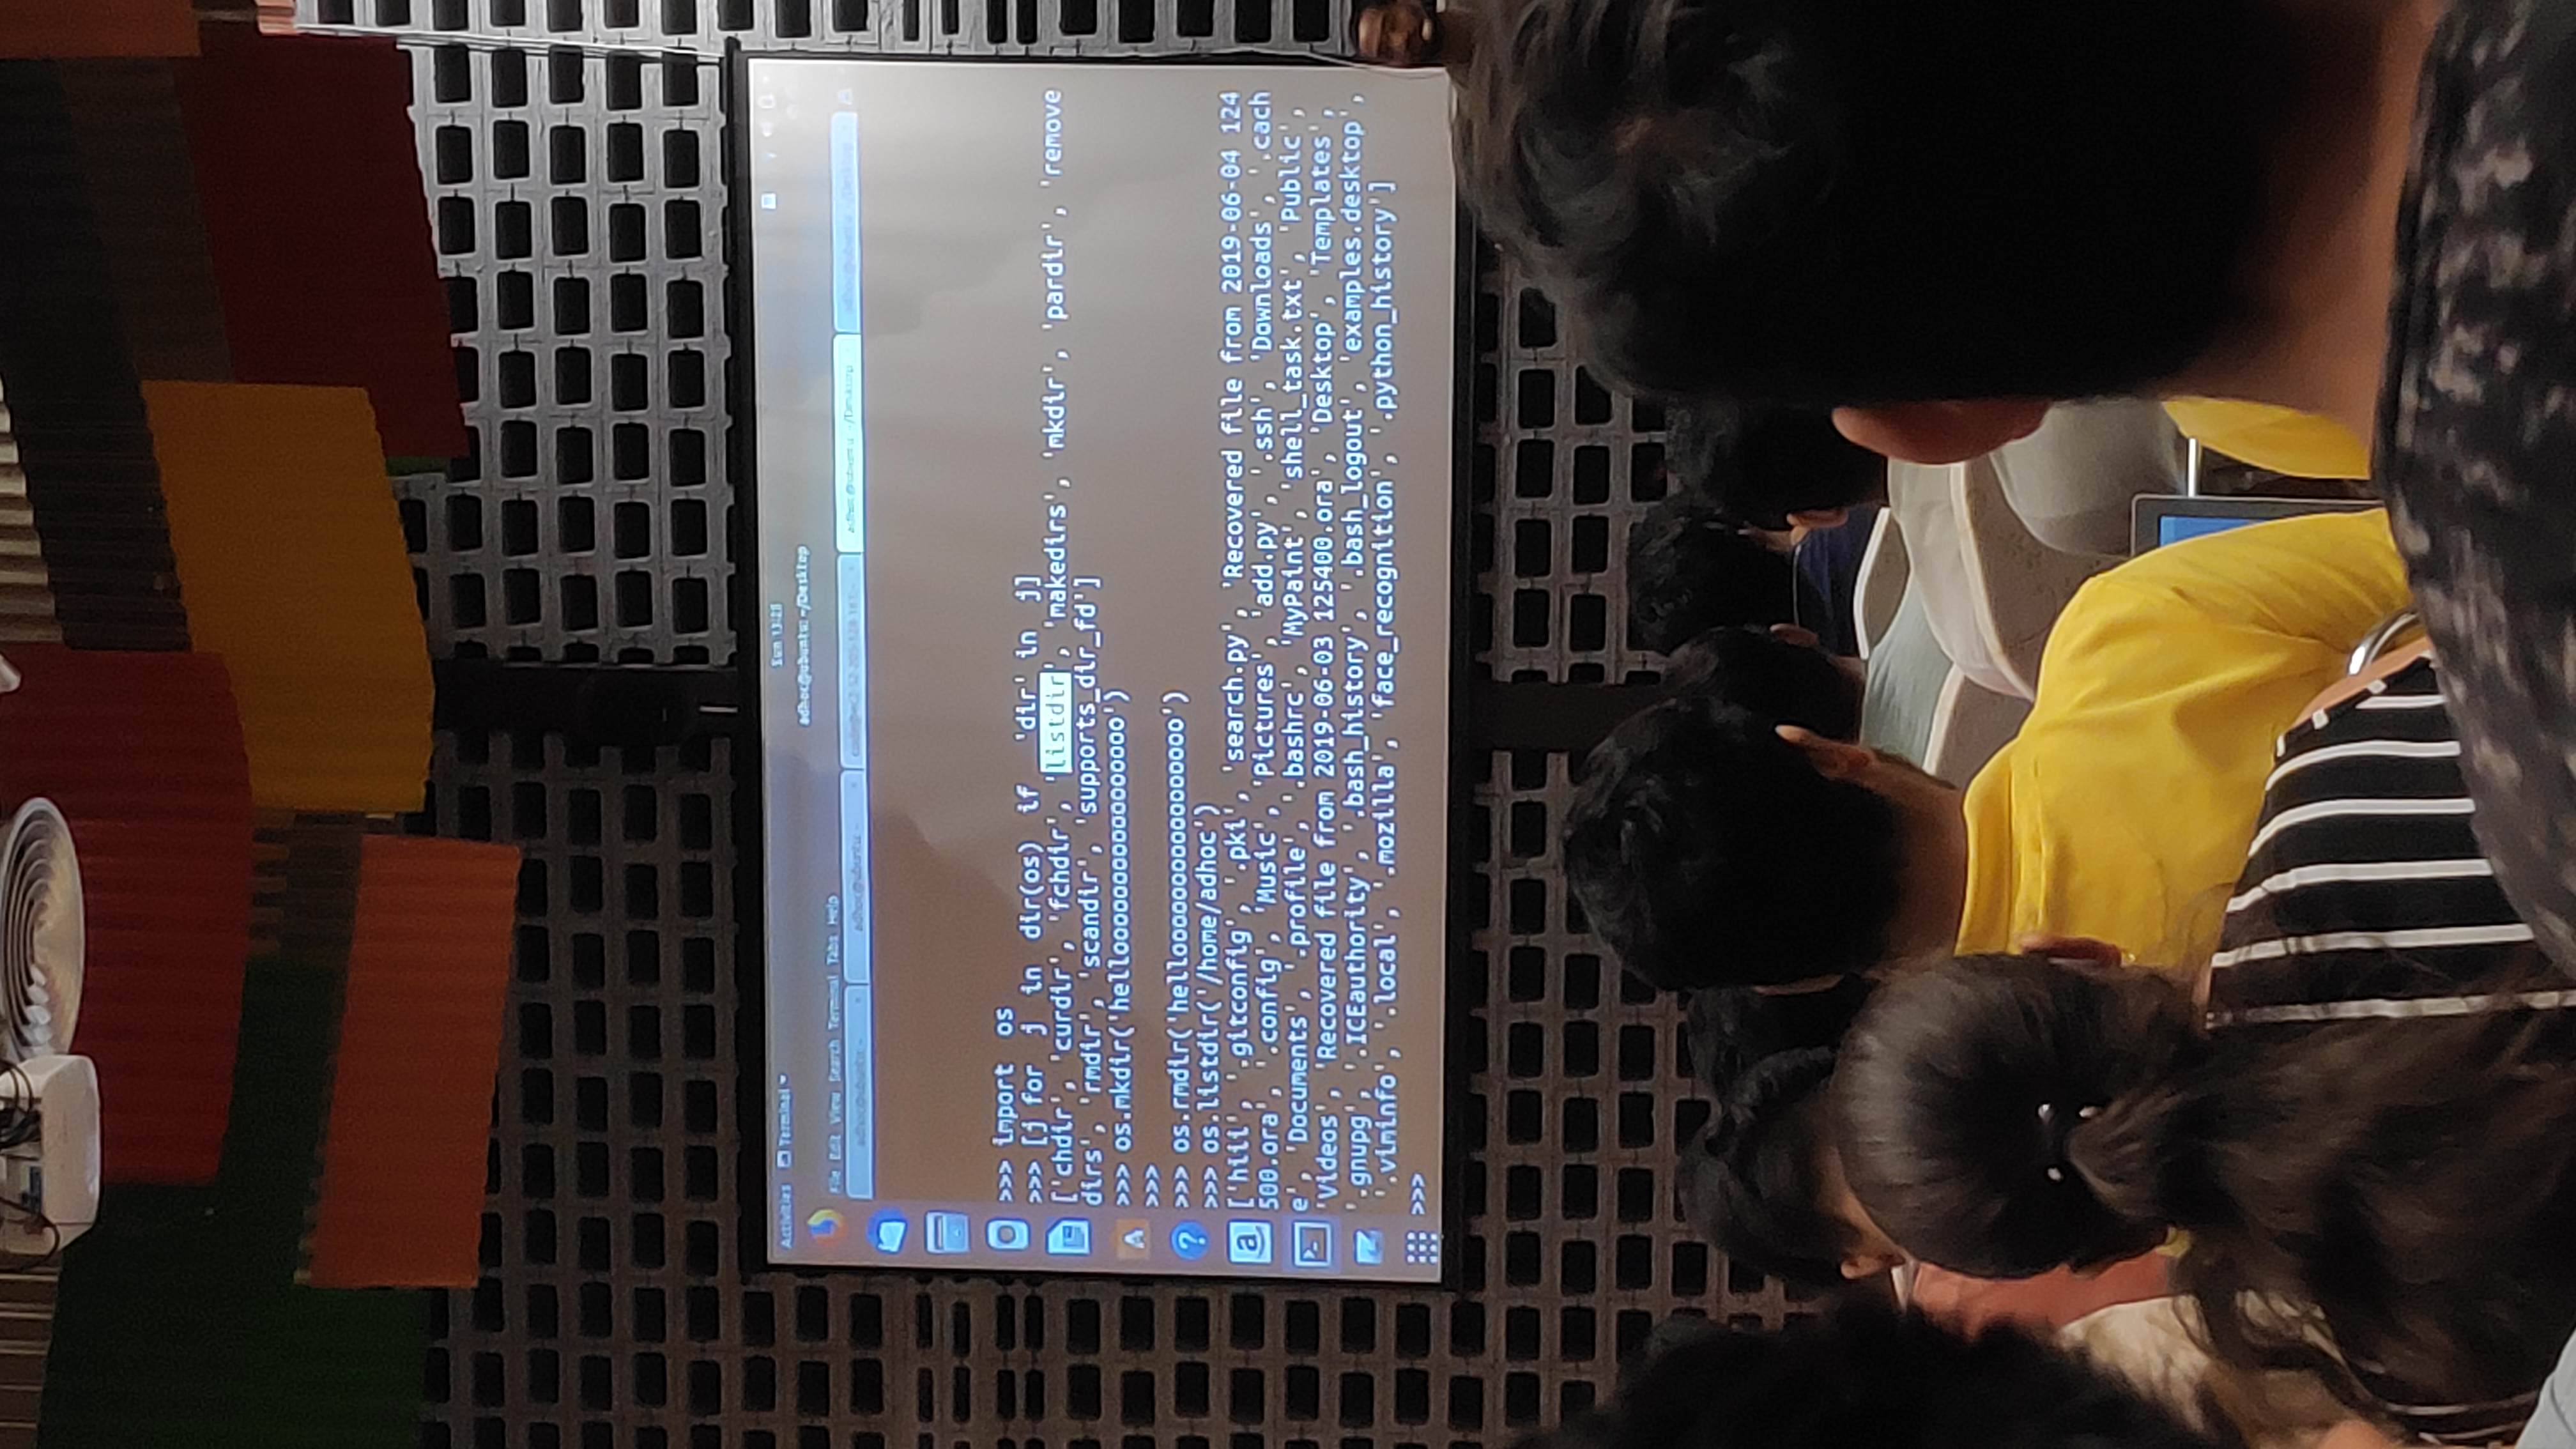 Activities Terminal Sun 13:28
adhoc@ubuntu: ~/Desktop
File Edit View Search Terminal Tabs Help
adhoc@ubuntu: ~ adhoc@ubuntu: ~ adhoc@ubuntu: ~/Desktop adhoc@ubuntu: ~/Desktop
>>> import os
>>> [j for j in dir(os) if 'dir' in j]
['chdir', 'curdir', 'fchdir', 'listdir', 'makedirs', 'mkdir', 'pardir', 'remove
dirs', 'rmdir', 'scandir', 'supports_dir_fd']
>>> os.mkdir('hellooooooooooooooooooo')
>>>
>>> os.rmdir('hellooooooooooooooooooo')
>>> os.listdir('/home/adhoc')
['hiii', '.gitconfig', '.pki', 'search.py', 'Recovered file from 2019-06-04 124
500.ora', '.config', 'Music', 'Pictures', 'add.py', '.ssh', 'Downloads', '.cach
e', 'Documents', '.profile', '.bashrc', 'MyPaint', 'shell_task.txt', 'Public',
'Videos', 'Recovered file from 2019-06-03 125400.ora', 'Desktop', 'Templates',
'.gnupg', '.ICEauthority', '.bash_history', '.bash_logout', 'examples.desktop',
'.viminfo', '.local', '.mozilla', 'face_recognition', '.python_history']
>>>